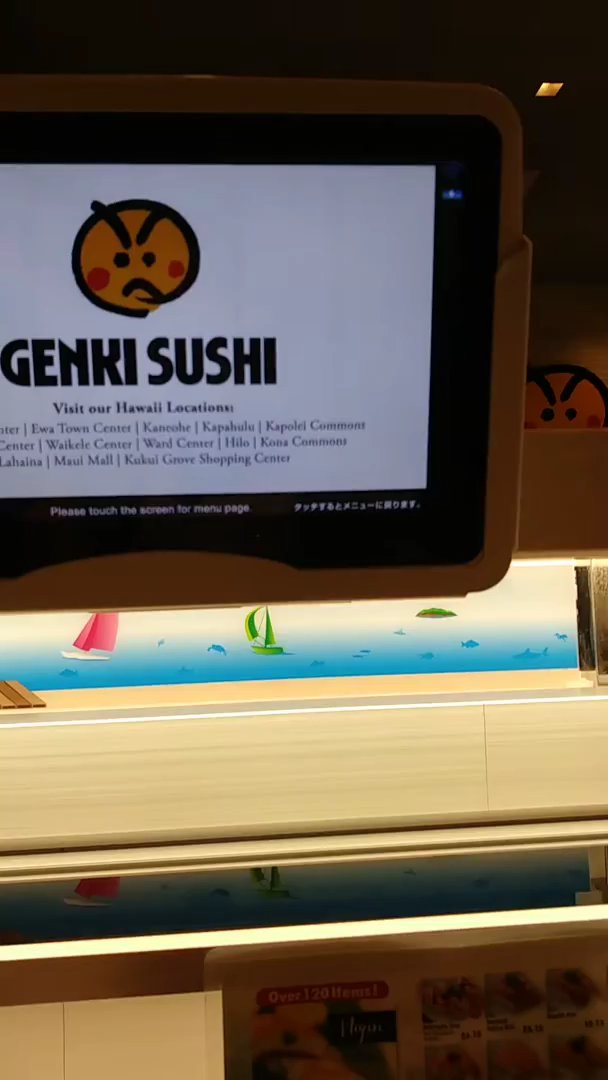 GENKI SUSHI
Visit our Hawaii Locations:
nter | Ewa Town Center | Kaneohe | Kapahulu | Kapolei Commons
Center | Waikele Center | Ward Center | Hilo | Kona Commons
Lahaina | Maui Mall | Kukui Grove Shopping Center
Please touch the screen for menu page.
タッチするとメニューに戻ります。
Over 120 Items!